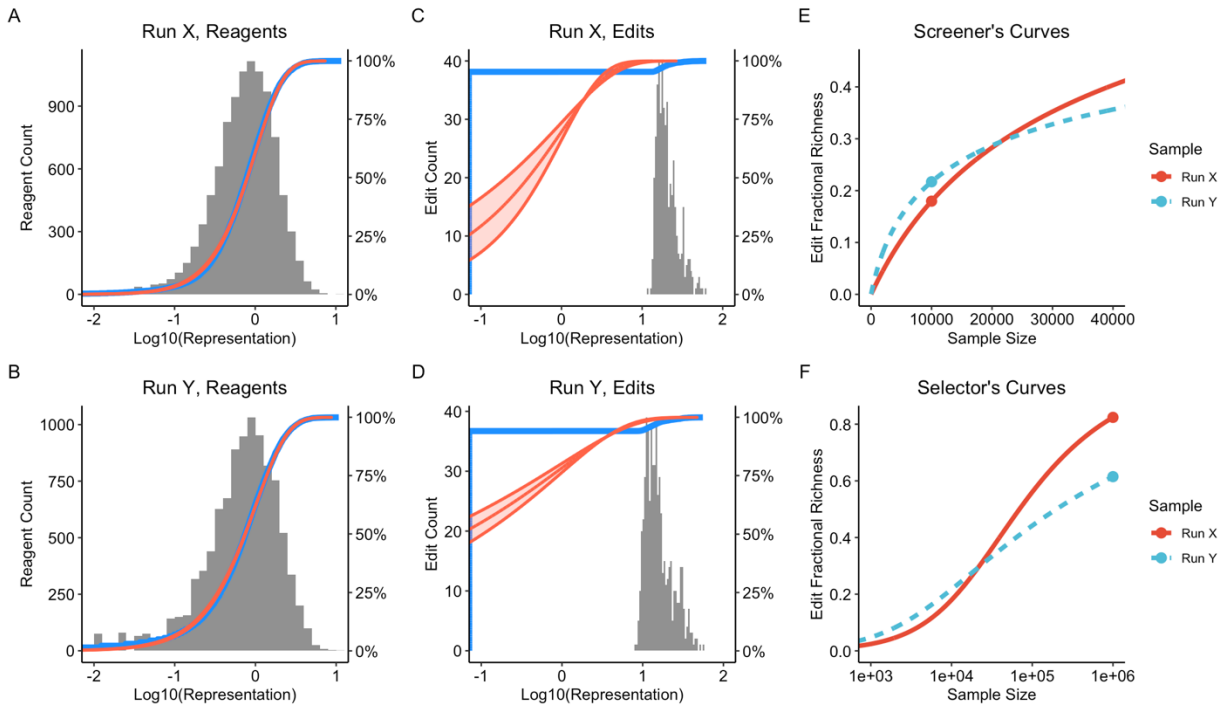 A
Run X, Reagents
Reagent Count
900
600
300
0
100%
75%
50%
25%
0%
-2
-1
0
1
Log10(Representation)
C
Run X, Edits
Edit Count
40
30
20
10
0
100%
75%
50%
25%
0%
-1
0
1
2
Log10(Representation)
E
Screener's Curves
Edit Fractional Richness
0.4
0.3
0.2
0.1
0.0
0
10000
20000
30000
40000
Sample Size
Sample
Run X
Run Y
B
Run Y, Reagents
Reagent Count
1000
750
500
250
0
100%
75%
50%
25%
0%
-2
-1
0
1
Log10(Representation)
D
Run Y, Edits
Edit Count
40
30
20
10
0
100%
75%
50%
25%
0%
-1
0
1
2
Log10(Representation)
F
Selector's Curves
Edit Fractional Richness
0.8
0.6
0.4
0.2
0.0
1e+03
1e+04
1e+05
1e+06
Sample Size
Sample
Run X
Run Y